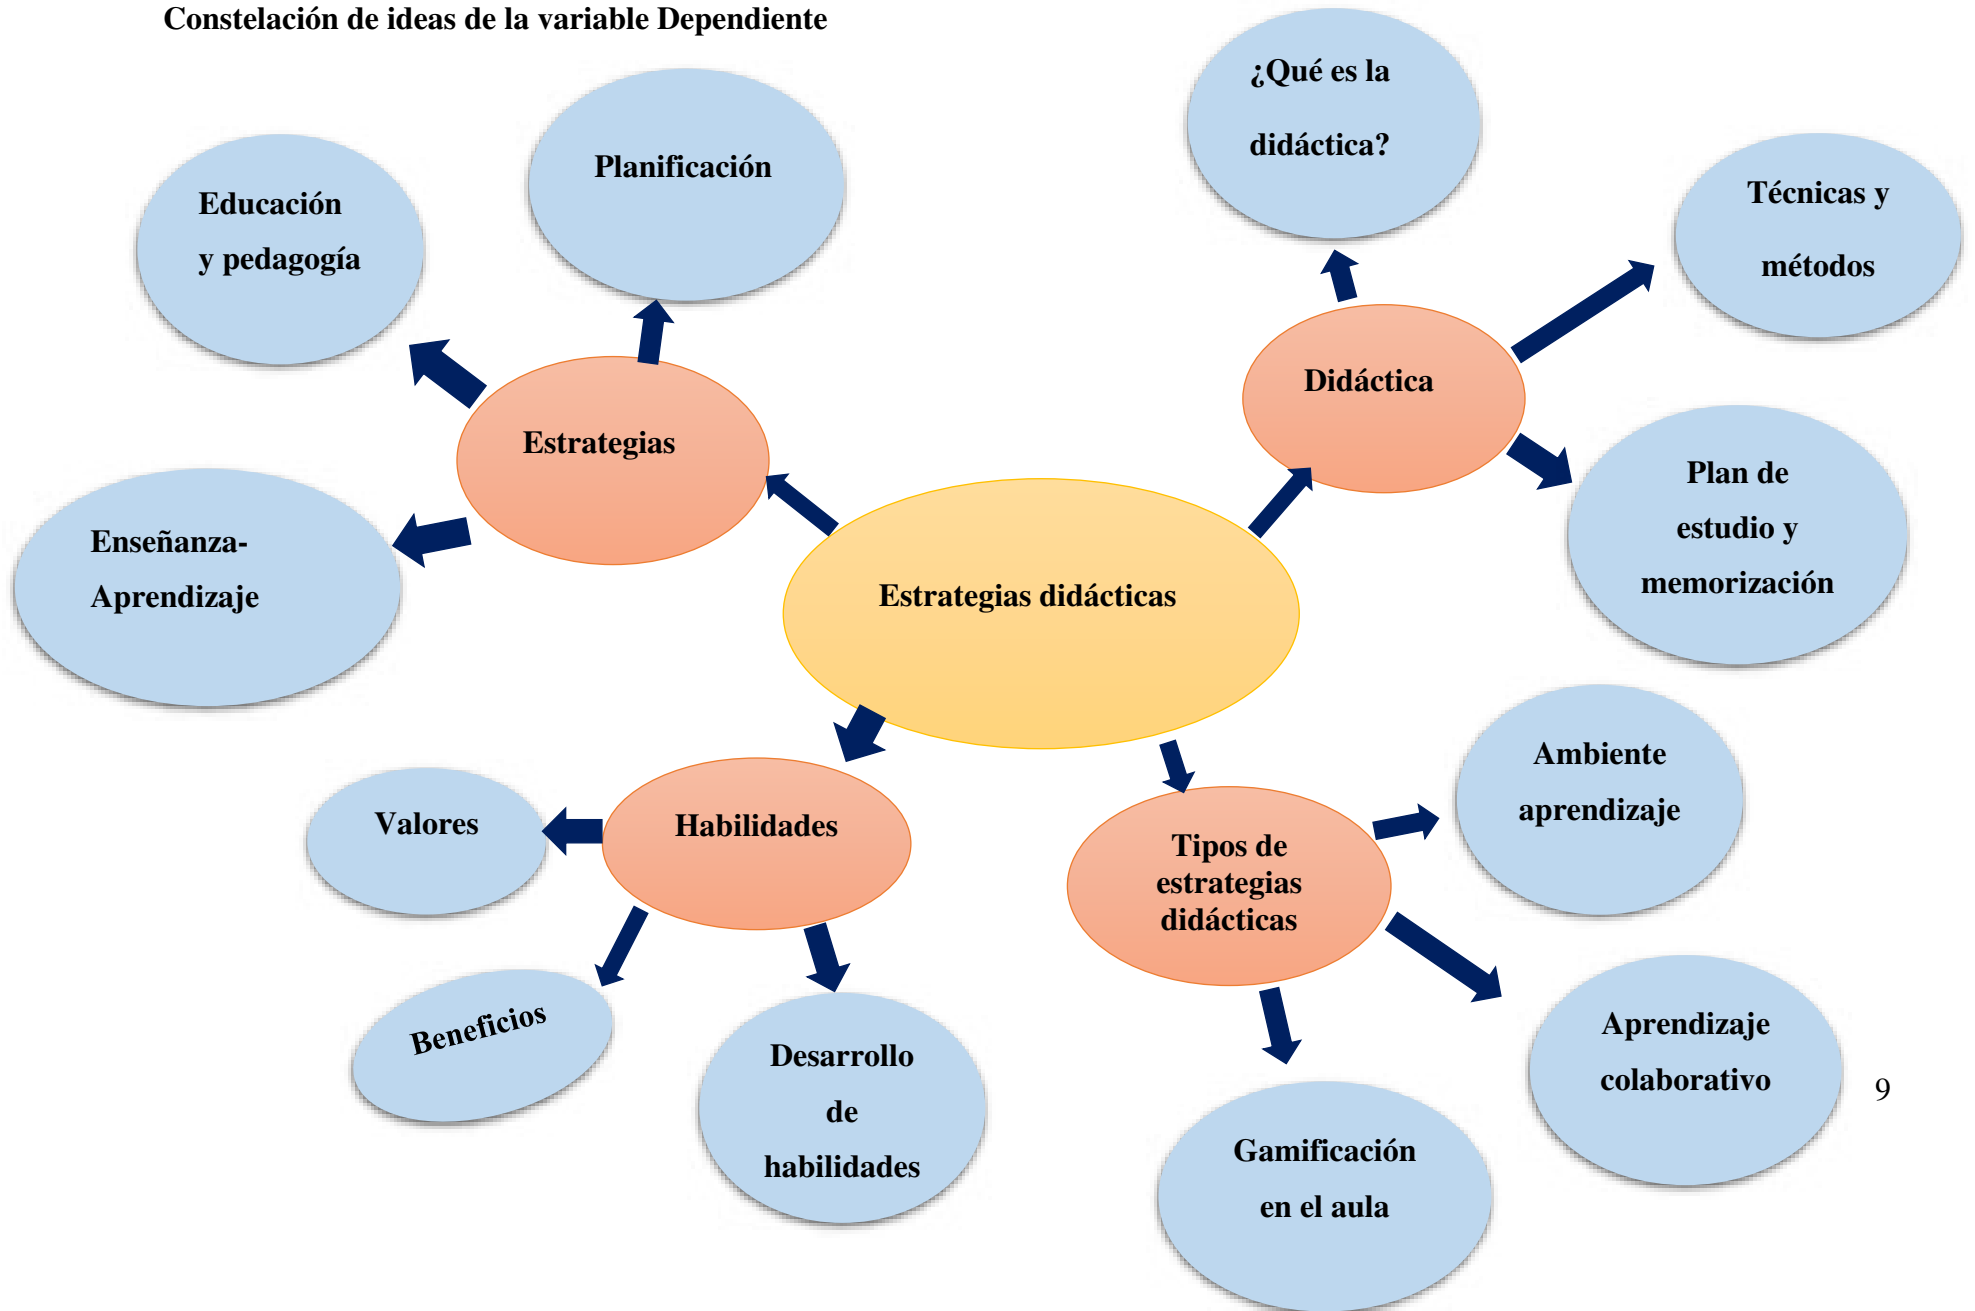 Constelación de ideas de la variable Dependiente
¿Qué es la
didáctica?
Planificación
Técnicas y
métodos
Educación
y pedagogía
Didáctica
Estrategias
Plan de
estudio y
memorización
Enseñanza-
Aprendizaje
Estrategias didácticas
Ambiente
aprendizaje
Valores
Habilidades
Tipos de
estrategias
didácticas
Beneficios
Desarrollo
de
habilidades
Aprendizaje
colaborativo
9
Gamificación
en el aula